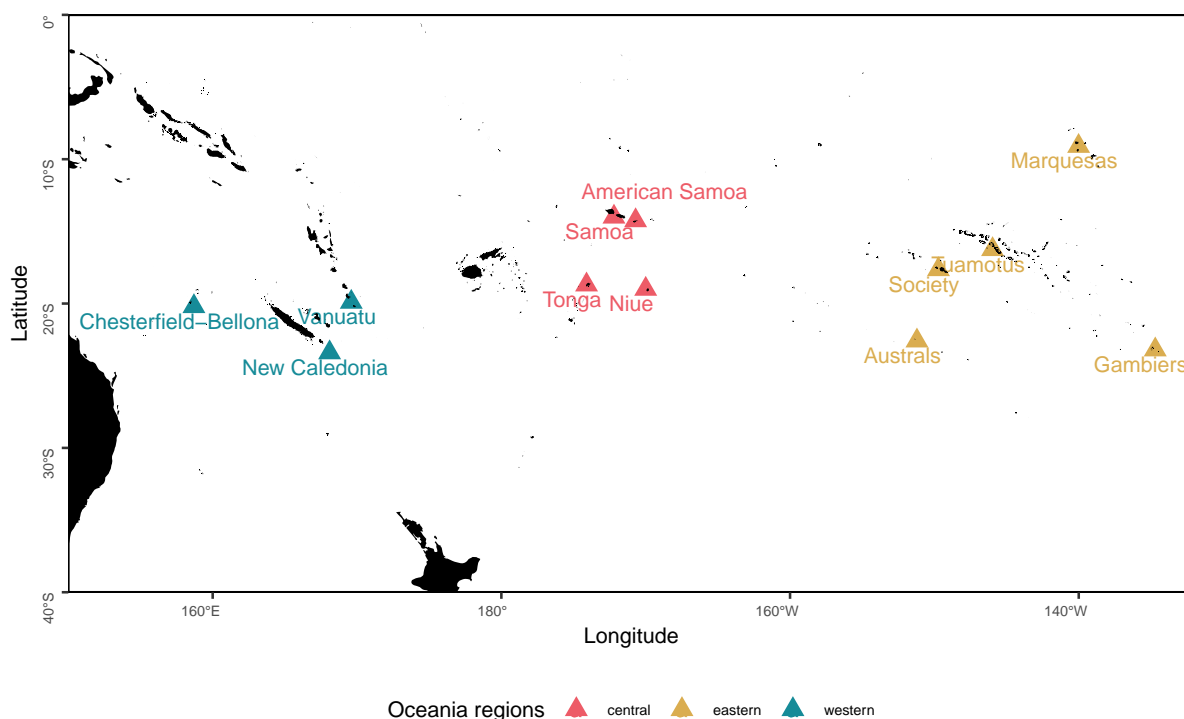 0°
10°S
20°S
30°S
40°S
Latitude
Marquesas
American Samoa
Samoa
Tuamotus
Society
Tonga
Niue
Chesterfield−Bellona
Vanuatu
New Caledonia
Australs
Gambiers
160°E
180°
160°W
140°W
Longitude
Oceania regions
central
eastern
western